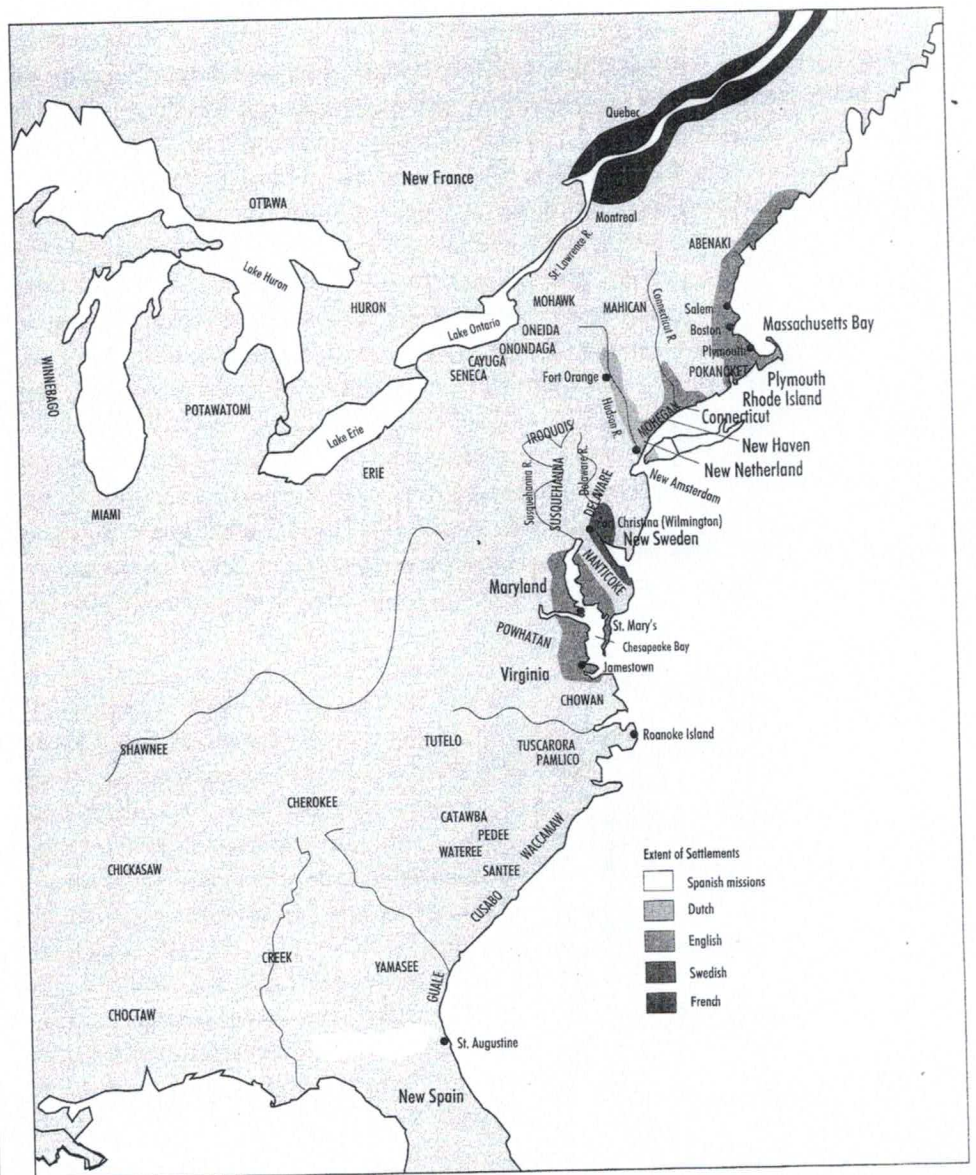 Quebec
New France
OTTAWA
Montreal
St. Lawrence R.
ABENAKI
Lake Huron
HURON
MOHAWK
MAHICAN
Connecticut R.
Salem
Boston
Massachusetts Bay
Lake Ontario
ONEIDA
ONONDAGA
CAYUGA
SENECA
Plymouth
POKANOKET
Plymouth
Rhode Island
Fort Orange
WINNEBAGO
POTAWATOMI
Hudson R.
MOHEGAN
Connecticut
Lake Erie
IROQUOIS
New Haven
New Netherland
ERIE
Susquehanna R.
SUSQUEHANNA
Delaware R.
DELAWARE
New Amsterdam
MIAMI
Fort Christina (Wilmington)
New Sweden
NANTICOKE
Maryland
St. Mary's
POWHATAN
Chesapeake Bay
Virginia
Jamestown
CHOWAN
Roanoke Island
SHAWNEE
TUTELO
TUSCARORA
PAMLICO
CHEROKEE
CATAWBA
PEDEE
WACCAMAW
WATEREE
SANTEE
CHICKASAW
CUSABO
Extent of Settlements
Spanish missions
Dutch
English
Swedish
French
CREEK
YAMASEE
GUALE
CHOCTAW
St. Augustine
New Spain